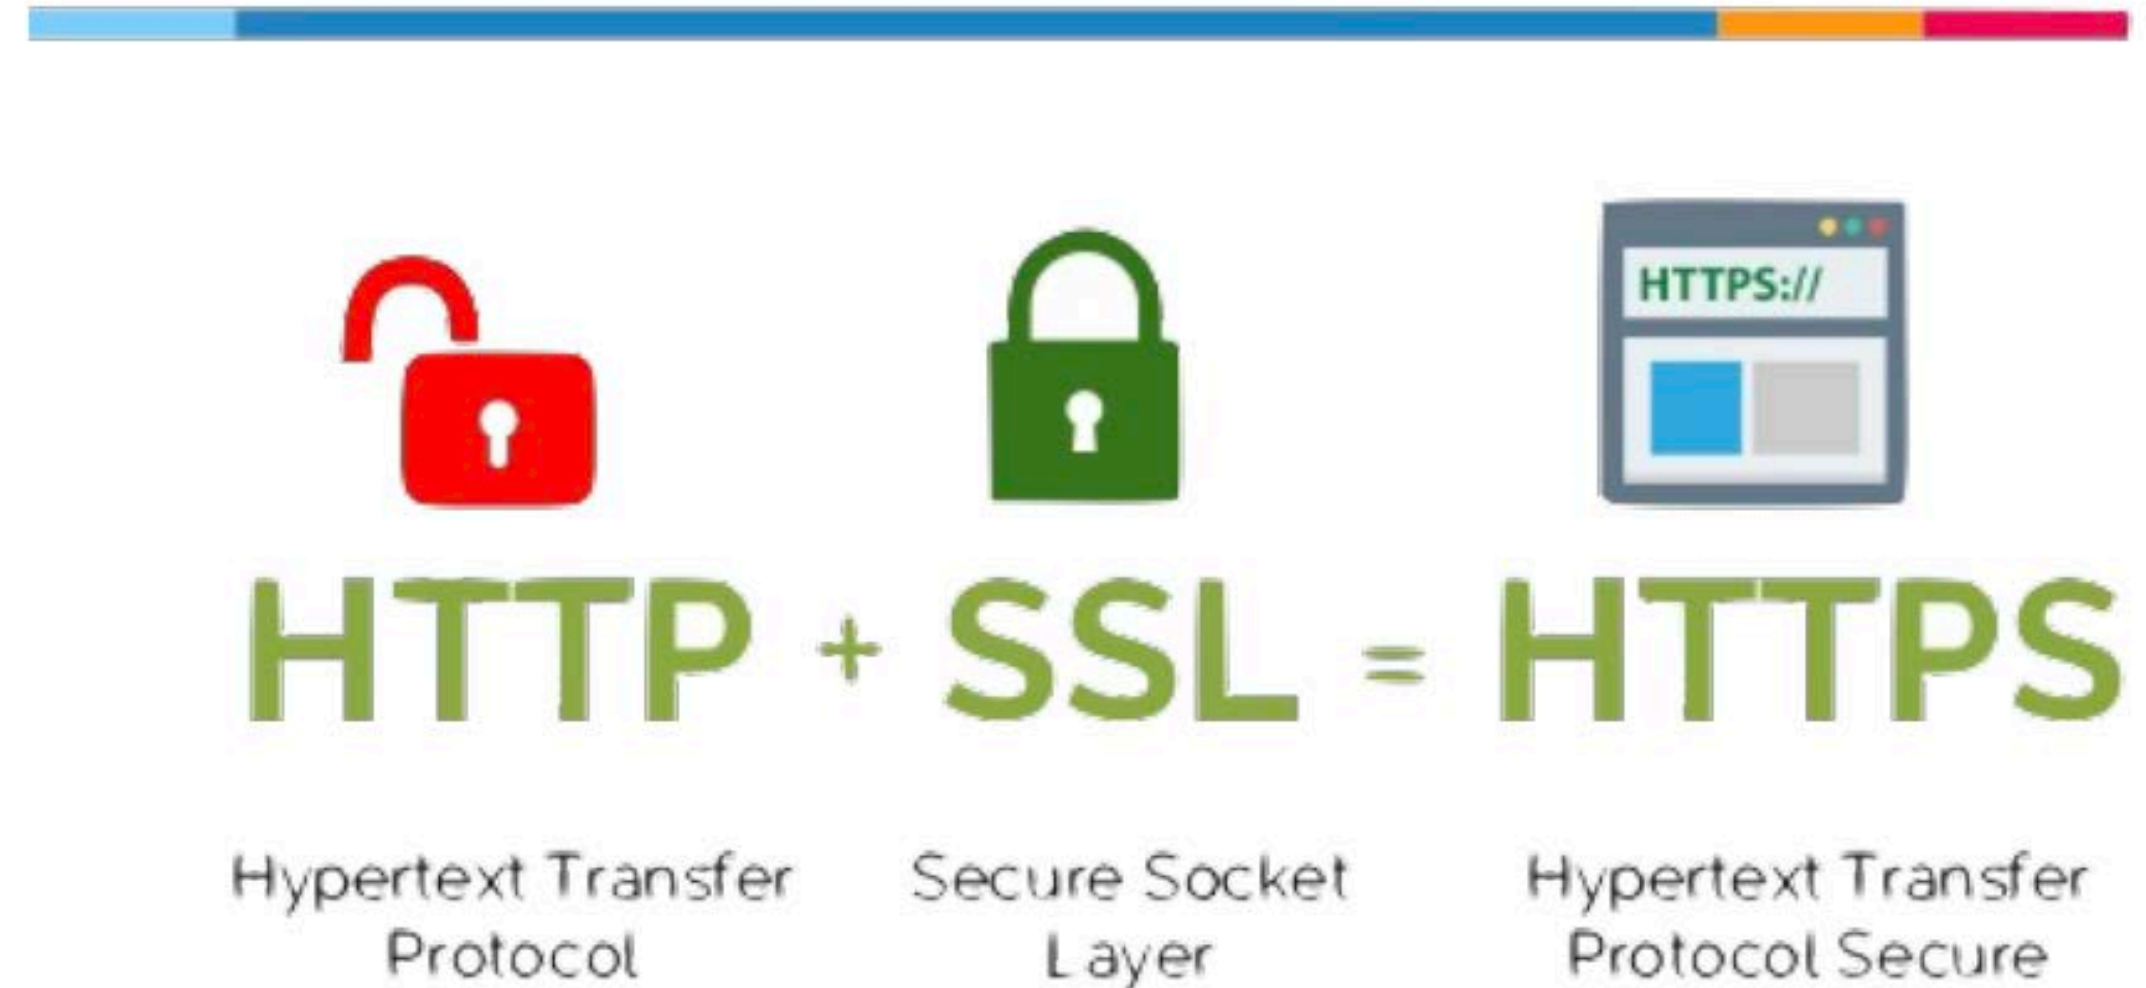 HTTPS://
HTTP + SSL = HTTPS
Hypertext Transfer Secure Socket Hypertext Transfer
Protocol Layer Protocol Secure